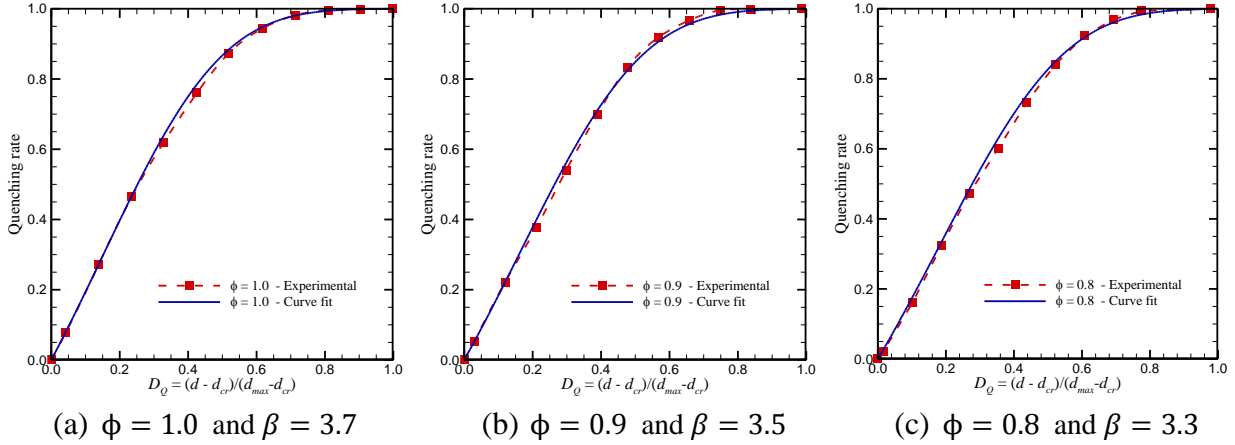 1.0
0.8
0.6
0.4
0.2
0.0
Quenching rate
ϕ = 1.0 - Experimental
ϕ = 1.0 - Curve fit
0.0 0.2 0.4 0.6 0.8 1.0
D_Q = (d - d_cr)/(d_max-d_cr)
(a) ϕ = 1.0 and β = 3.7
1.0
0.8
0.6
0.4
0.2
0.0
Quenching rate
ϕ = 0.9 - Experimental
ϕ = 0.9 - Curve fit
0.0 0.2 0.4 0.6 0.8 1.0
D_Q = (d - d_cr)/(d_max-d_cr)
(b) ϕ = 0.9 and β = 3.5
1.0
0.8
0.6
0.4
0.2
0.0
Quenching rate
ϕ = 0.8 - Experimental
ϕ = 0.8 - Curve fit
0.0 0.2 0.4 0.6 0.8 1.0
D_Q = (d - d_cr)/(d_max-d_cr)
(c) ϕ = 0.8 and β = 3.3